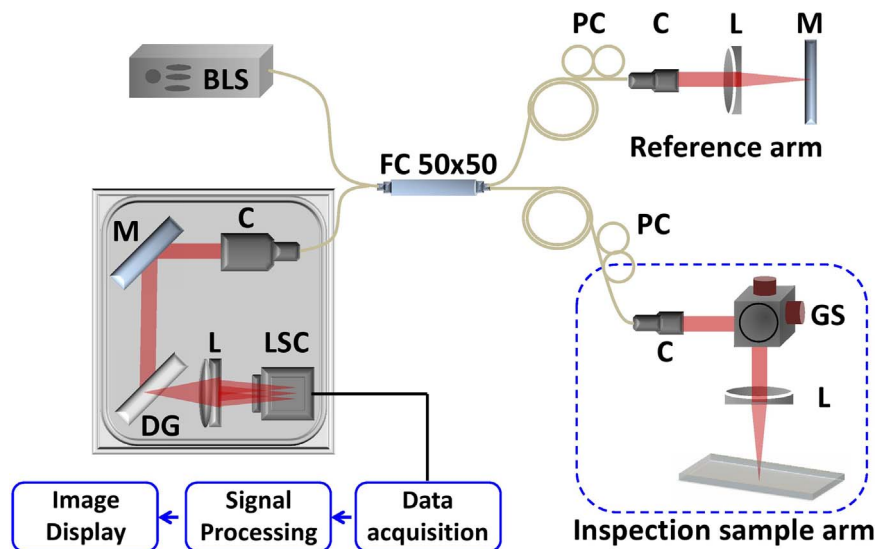 PC
C
L
M
BLS
Reference arm
FC 50x50
C
M
PC
L
LSC
GS
C
DG
L
Image
Display
Signal
Processing
Data
acquisition
Inspection sample arm